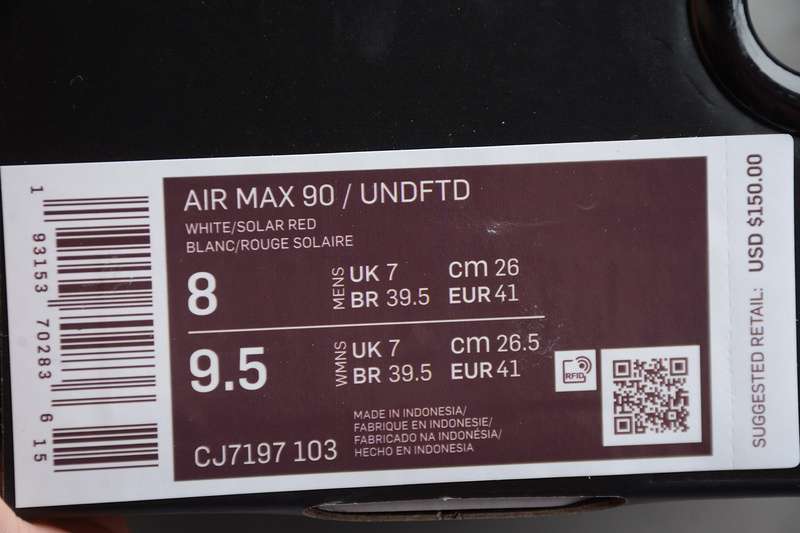 AIR MAX 90 / UNDFTD
WHITE/SOLAR RED
BLANC/ROUGE SOLAIRE
8 MENS UK 7 cm 26
BR 39.5 EUR 41
9.5 WMNS UK 7 cm 26.5
BR 39.5 EUR 41
RFID
CJ7197 103
MADE IN INDONESIA/
FABRIQUE EN INDONESIE/
FABRICADO NA INDONÉSIA/
HECHO EN INDONESIA
1 93153 70283 6 15
SUGGESTED RETAIL: USD $150.00